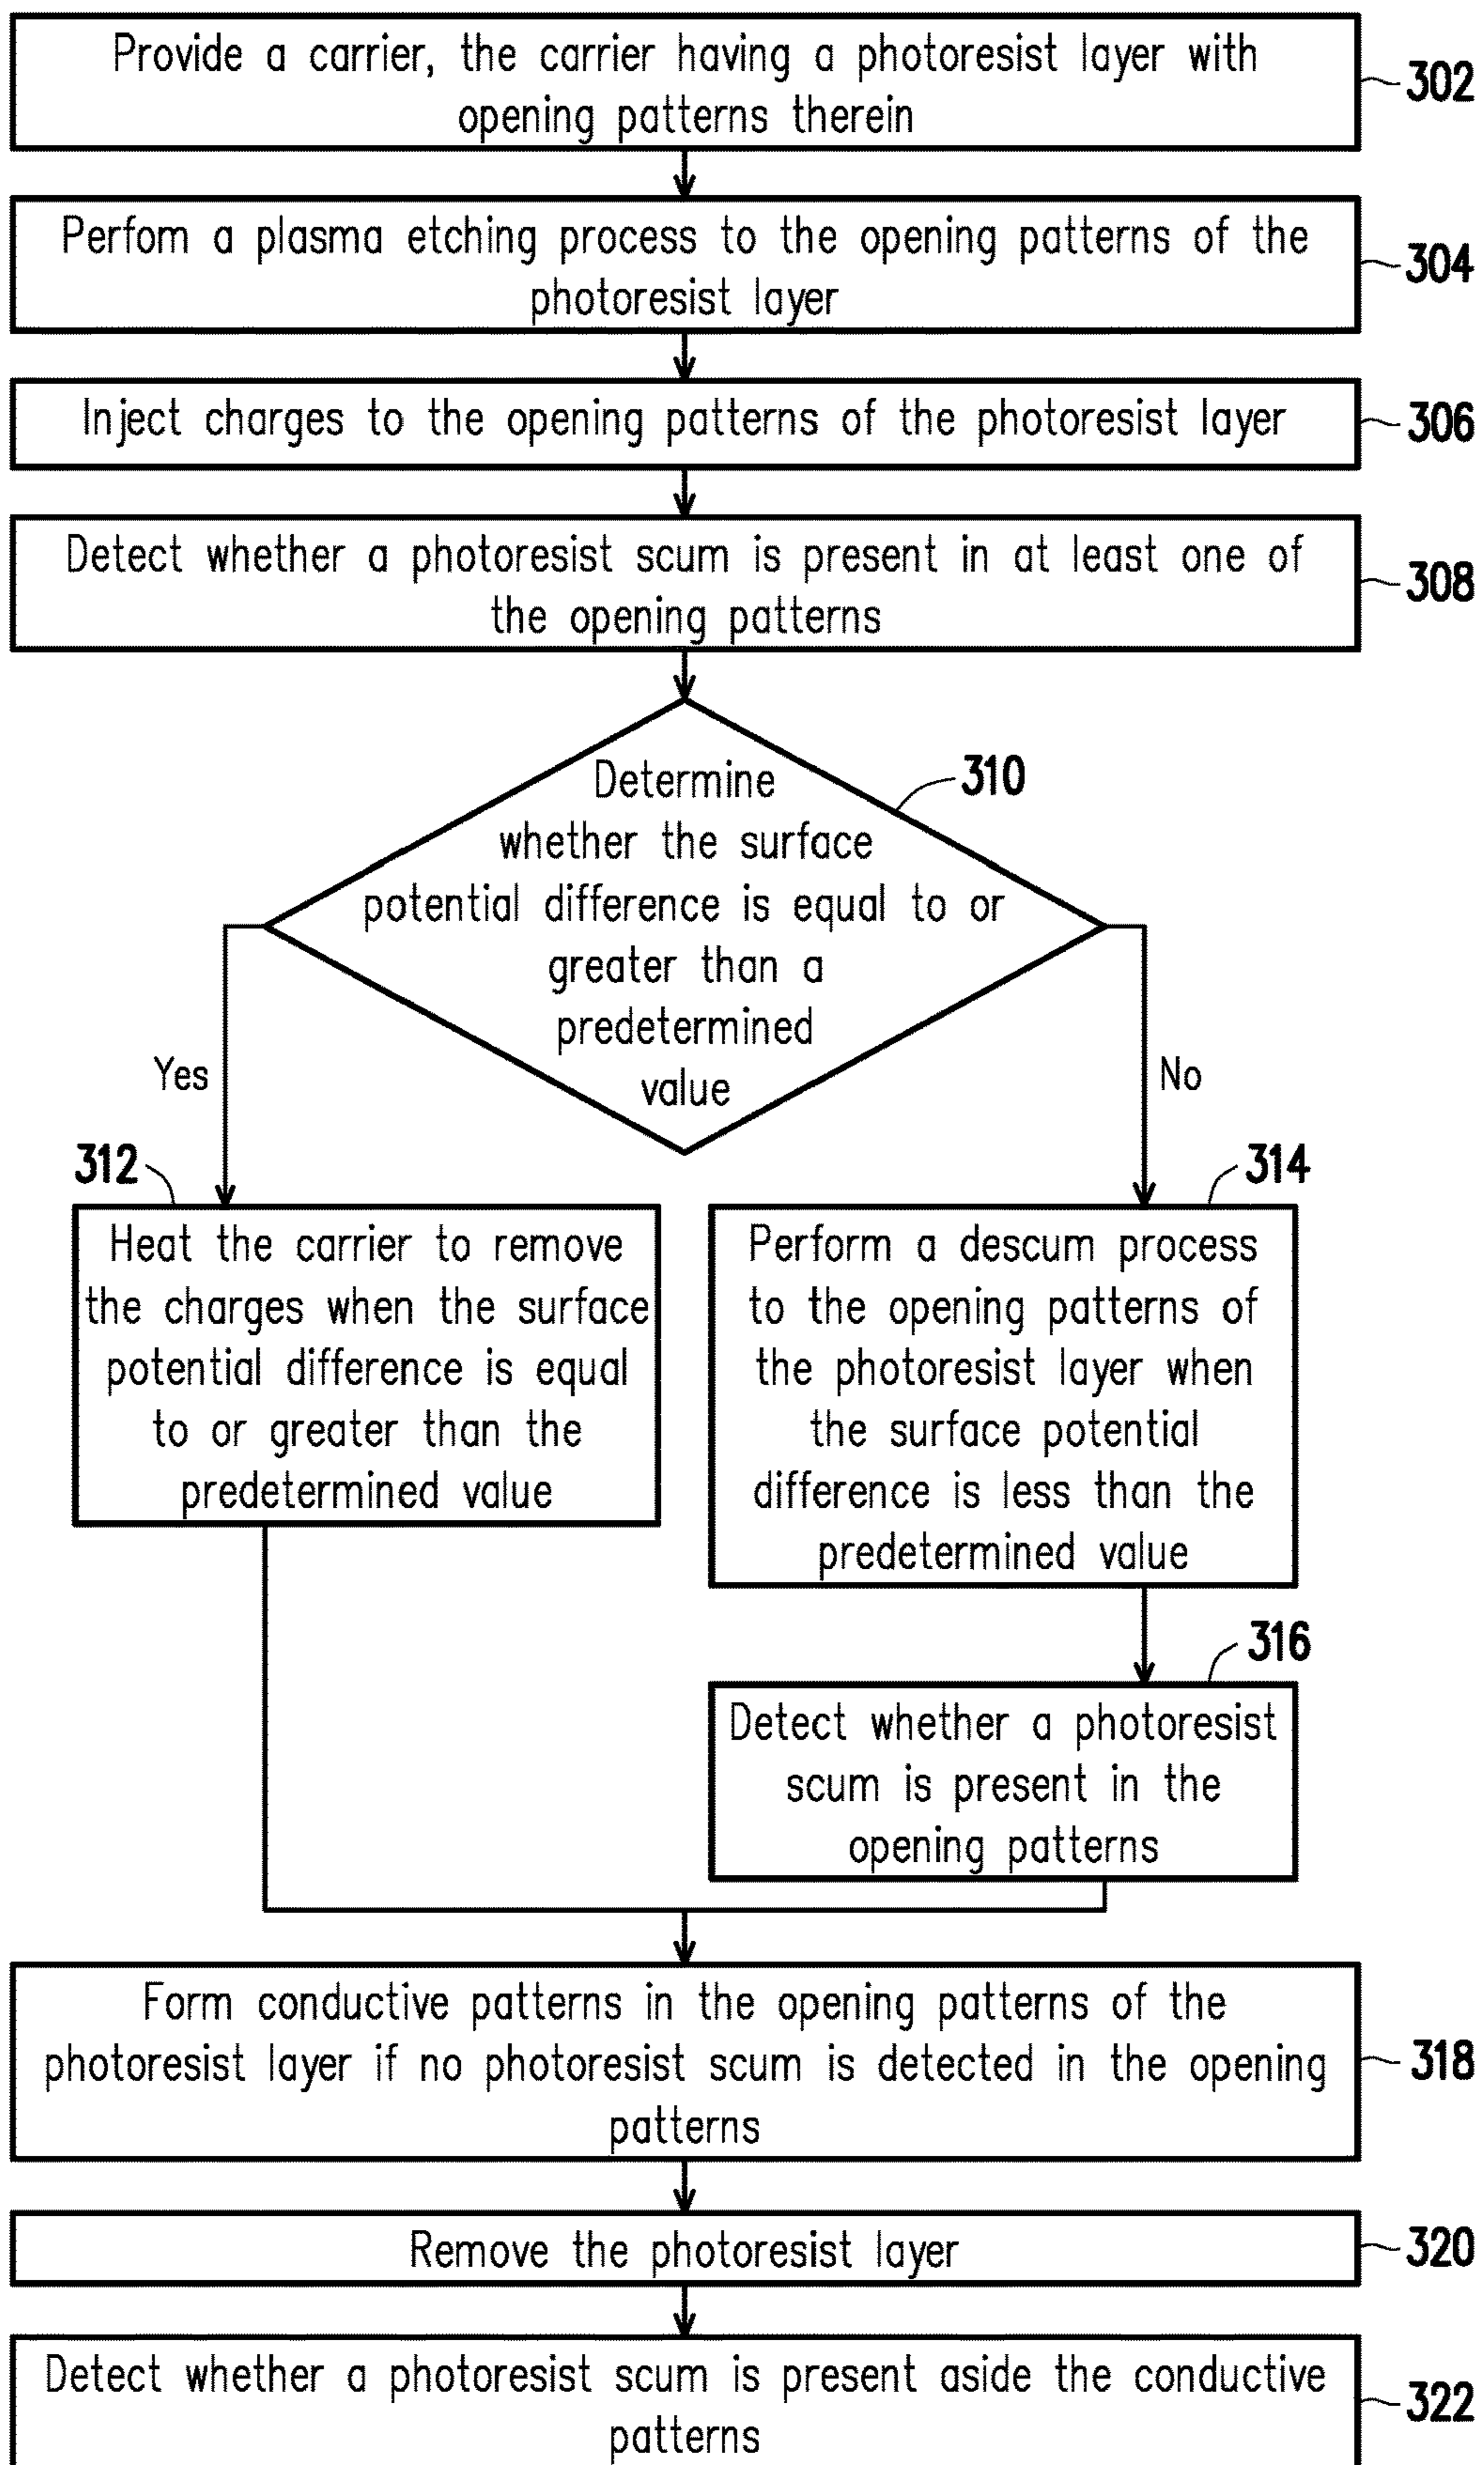 Provide a carrier, the carrier having a photoresist layer with
opening patterns therein
302
Perfom a plasma etching process to the opening patterns of the
photoresist layer
304
Inject charges to the opening patterns of the photoresist layer
306
Detect whether a photoresist scum is present in at least one of
the opening patterns
308
Determine
whether the surface
potential difference is equal to or
greater than a
predetermined
value
310
Yes
No
312
Heat the carrier to remove
the charges when the surface
potential difference is equal
to or greater than the
predetermined value
314
Perform a descum process
to the opening patterns of
the photoresist layer when
the surface potential
difference is less than the
predetermined value
316
Detect whether a photoresist
scum is present in the
opening patterns
Form conductive patterns in the opening patterns of the
photoresist layer if no photoresist scum is detected in the opening
patterns
318
Remove the photoresist layer
320
Detect whether a photoresist scum is present aside the conductive
patterns
322